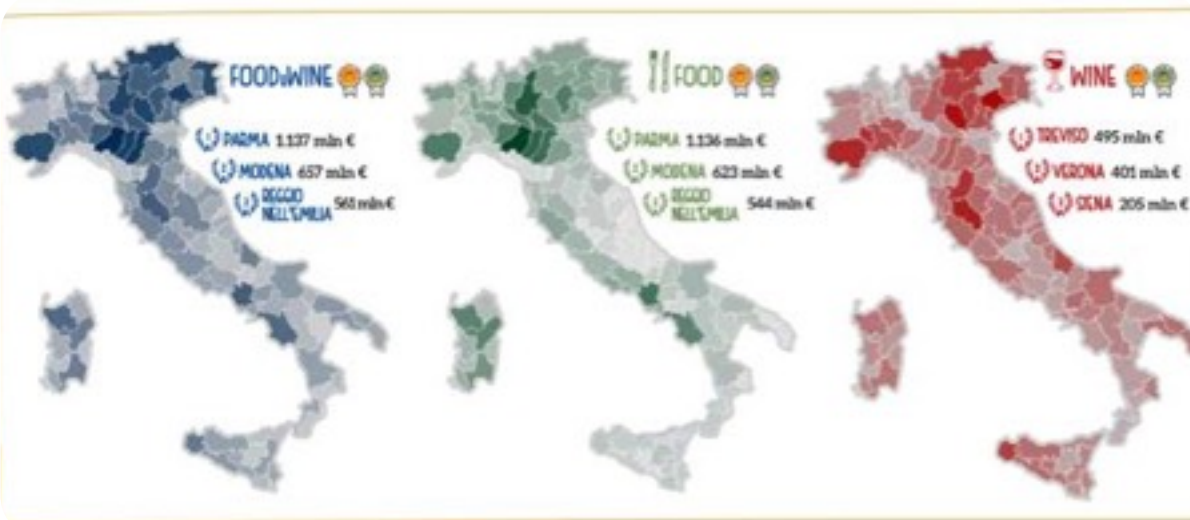 FOOD&WINE
PARMA 1.137 mln €
MODENA 657 mln €
REGGIO NELL'EMILIA 561 mln €
FOOD
PARMA 1.136 mln €
MODENA 623 mln €
REGGIO NELL'EMILIA 544 mln €
WINE
TREVISO 495 mln €
VERONA 401 mln €
SIENA 205 mln €